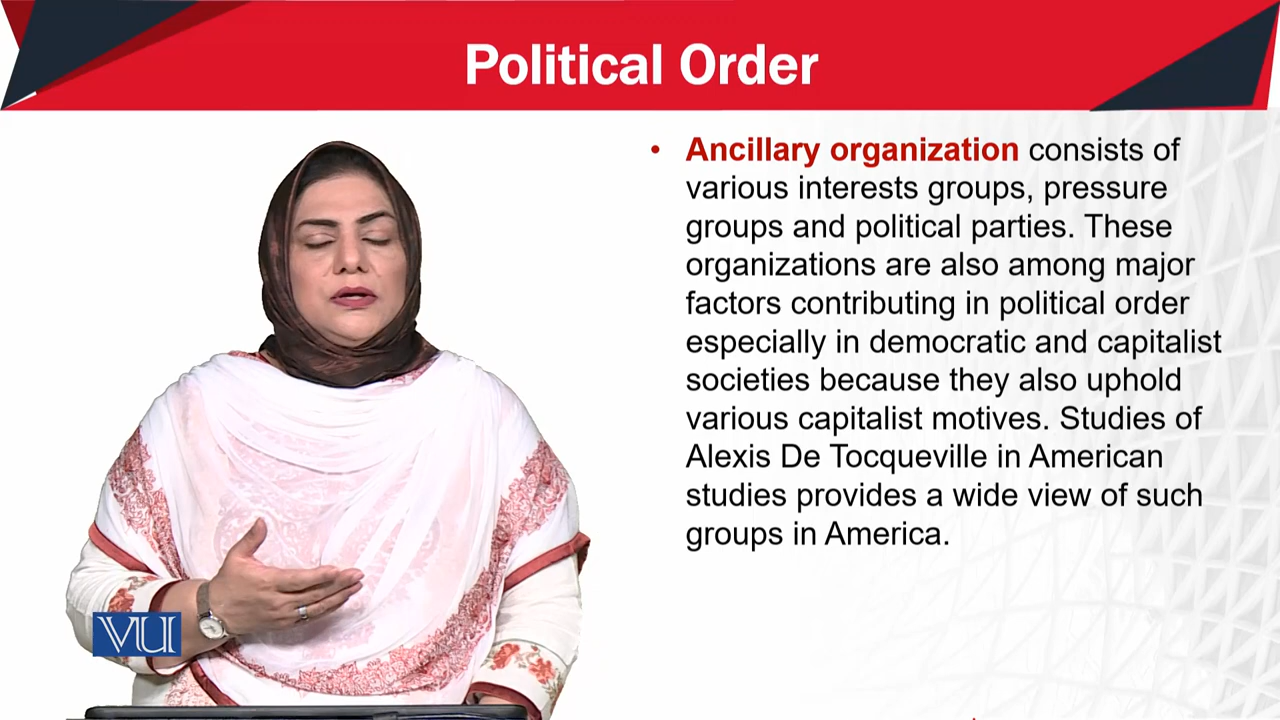 Political Order
• Ancillary organization consists of
various interests groups, pressure
groups and political parties. These
organizations are also among major
factors contributing in political order
especially in democratic and capitalist
societies because they also uphold
various capitalist motives. Studies of
Alexis De Tocqueville in American
studies provides a wide view of such
groups in America.
VU